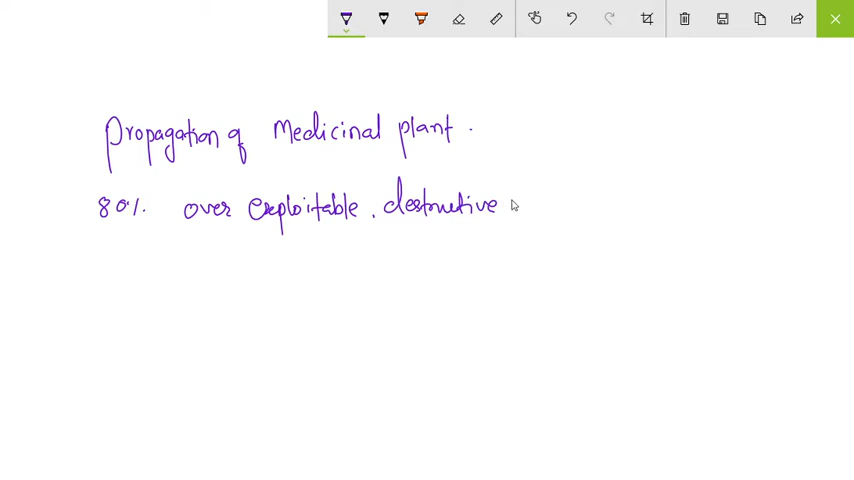 Propagation of Medicinal plant.
80%. over exploitable, destructive